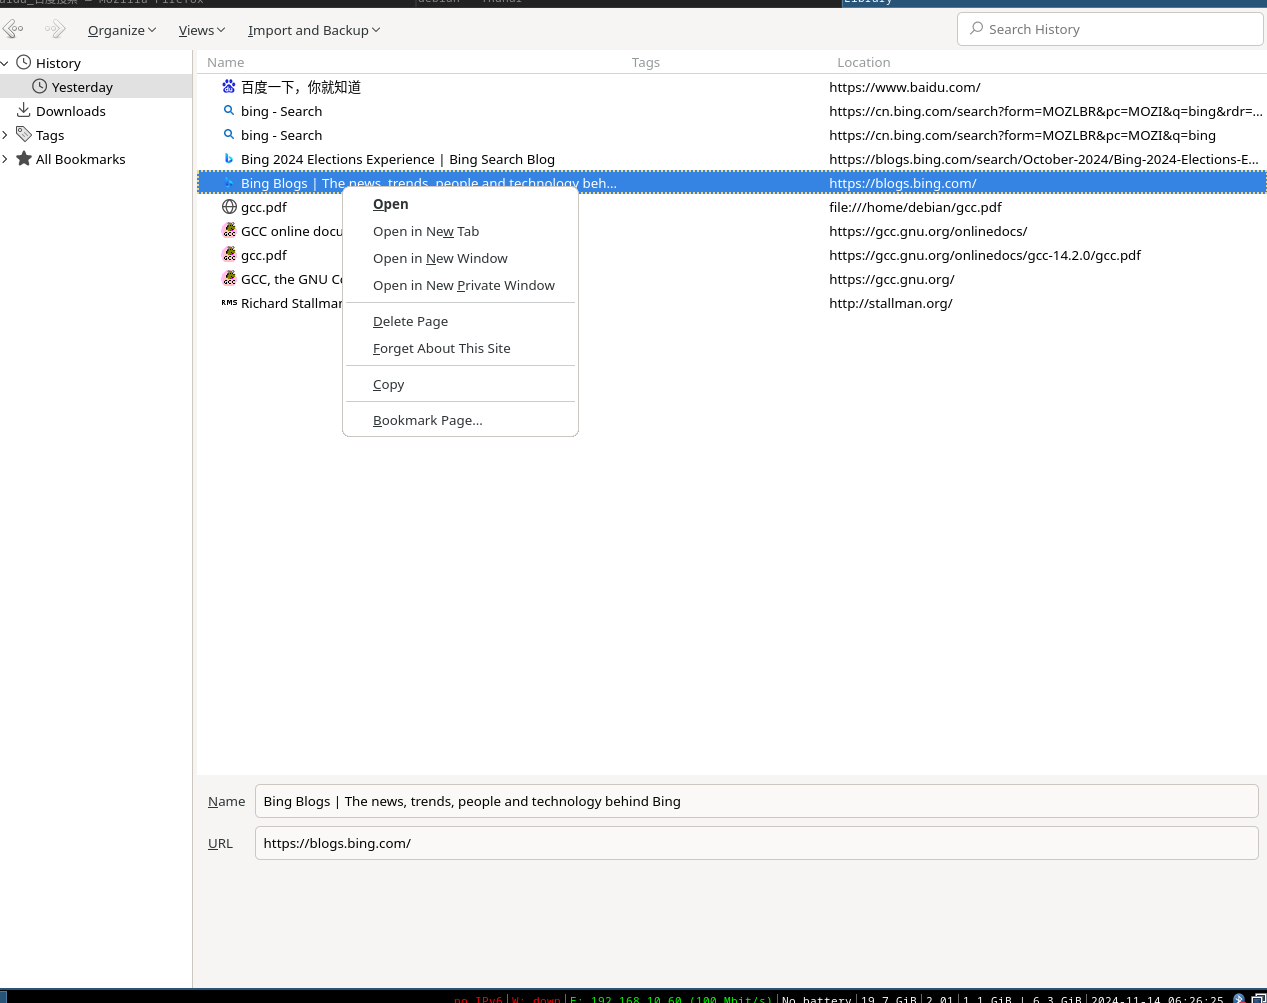 Library
Organize
Views
Import and Backup
Search History
History
Yesterday
Downloads
Tags
All Bookmarks
Name Tags Location
百度一下，你就知道 https://www.baidu.com/
bing - Search https://cn.bing.com/search?form=MOZLBR&pc=MOZI&q=bing&rdr=...
bing - Search https://cn.bing.com/search?form=MOZLBR&pc=MOZI&q=bing
Bing 2024 Elections Experience | Bing Search Blog https://blogs.bing.com/search/October-2024/Bing-2024-Elections-E...
Bing Blogs | The news, trends, people and technology beh... https://blogs.bing.com/
gcc.pdf file:///home/debian/gcc.pdf
GCC online docu https://gcc.gnu.org/onlinedocs/
gcc.pdf https://gcc.gnu.org/onlinedocs/gcc-14.2.0/gcc.pdf
GCC, the GNU Co https://gcc.gnu.org/
RMS Richard Stallman http://stallman.org/
Open
Open in New Tab
Open in New Window
Open in New Private Window
Delete Page
Forget About This Site
Copy
Bookmark Page...
Name Bing Blogs | The news, trends, people and technology behind Bing
URL https://blogs.bing.com/
no IPv6|W: down|E: 192.168.10.60 (100 Mbit/s)|No battery|19.7 GiB|2.01|1.1 GiB | 6.3 GiB|2024-11-14 06:26:25